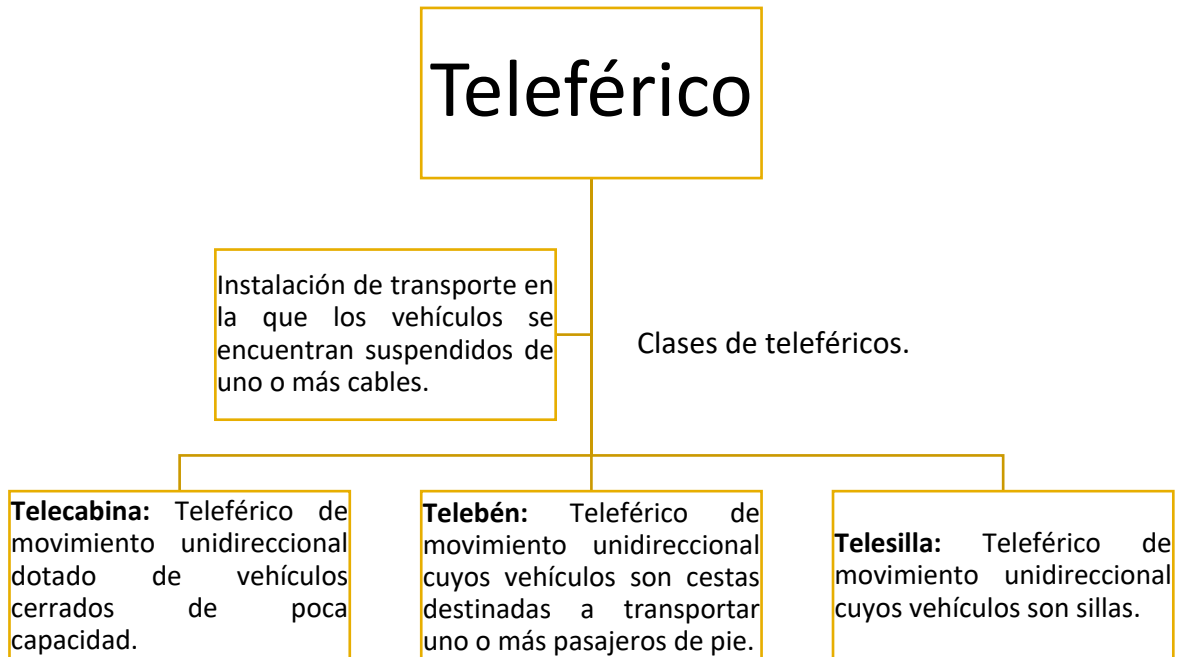 Teleférico
Instalación de transporte en
la que los vehículos se
encuentran suspendidos de
uno o más cables.
Clases de teleféricos.
Telecabina: Teleférico de
movimiento unidireccional
dotado de vehículos
cerrados de poca
capacidad.
Telebén: Teleférico de
movimiento unidireccional
cuyos vehículos son cestas
destinadas a transportar
uno o más pasajeros de pie.
Telesilla: Teleférico de
movimiento unidireccional
cuyos vehículos son sillas.